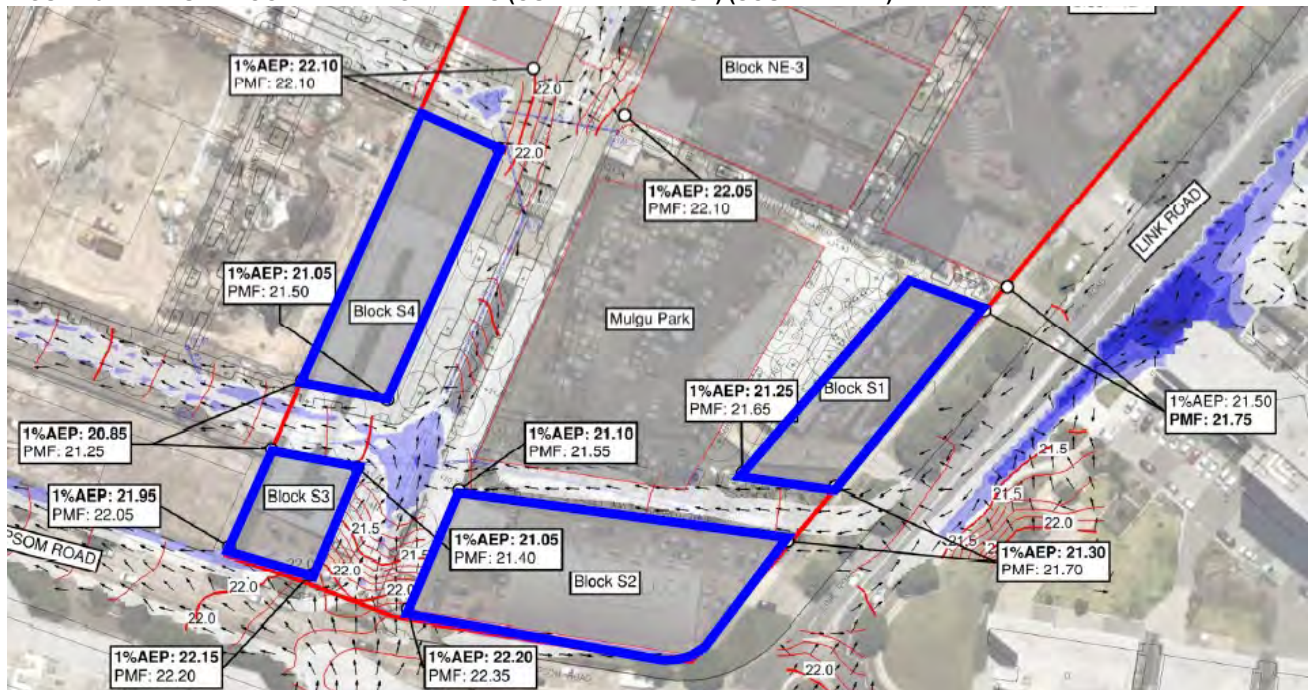 1%AEP: 22.10
PMF: 22.10
Block NE-3
22.0
22.0
1%AEP: 22.05
PMF: 22.10
LINK ROAD
1%AEP: 21.05
PMF: 21.50
Block S4
Mulgu Park
Block S1
1%AEP: 21.25
PMF: 21.65
1%AEP: 21.50
PMF: 21.75
1%AEP: 20.85
PMF: 21.25
1%AEP: 21.10
PMF: 21.55
21.5
21.5
22.0
21.5
Block S3
1%AEP: 21.95
PMF: 22.05
21.5
21.5
1%AEP: 21.05
PMF: 21.40
1%AEP: 21.30
PMF: 21.70
PSOM ROAD
22.0
22.0
22.0
22.0
22.0
Block S2
1%AEP: 22.15
PMF: 22.20
1%AEP: 22.20
PMF: 22.35
22.0